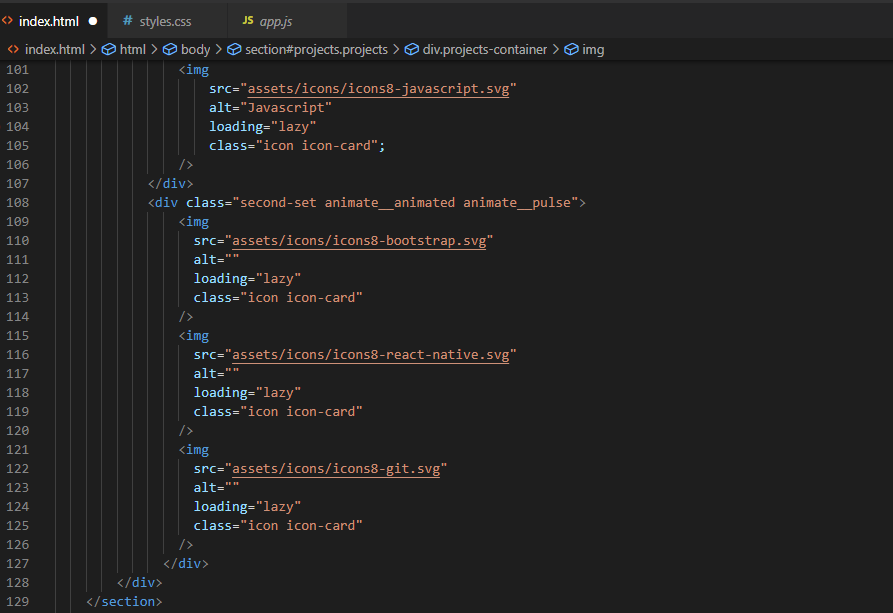 index.html ● # styles.css JS app.js
index.html > html > body > section#projects.projects > div.projects-container > img
101 <img
102 src="assets/icons/icons8-javascript.svg"
103 alt="Javascript"
104 loading="lazy"
105 class="icon icon-card";
106 />
107 </div>
108 <div class="second-set animate__animated animate__pulse">
109 <img
110 src="assets/icons/icons8-bootstrap.svg"
111 alt=""
112 loading="lazy"
113 class="icon icon-card"
114 />
115 <img
116 src="assets/icons/icons8-react-native.svg"
117 alt=""
118 loading="lazy"
119 class="icon icon-card"
120 />
121 <img
122 src="assets/icons/icons8-git.svg"
123 alt=""
124 loading="lazy"
125 class="icon icon-card"
126 />
127 </div>
128 </div>
129 </section>